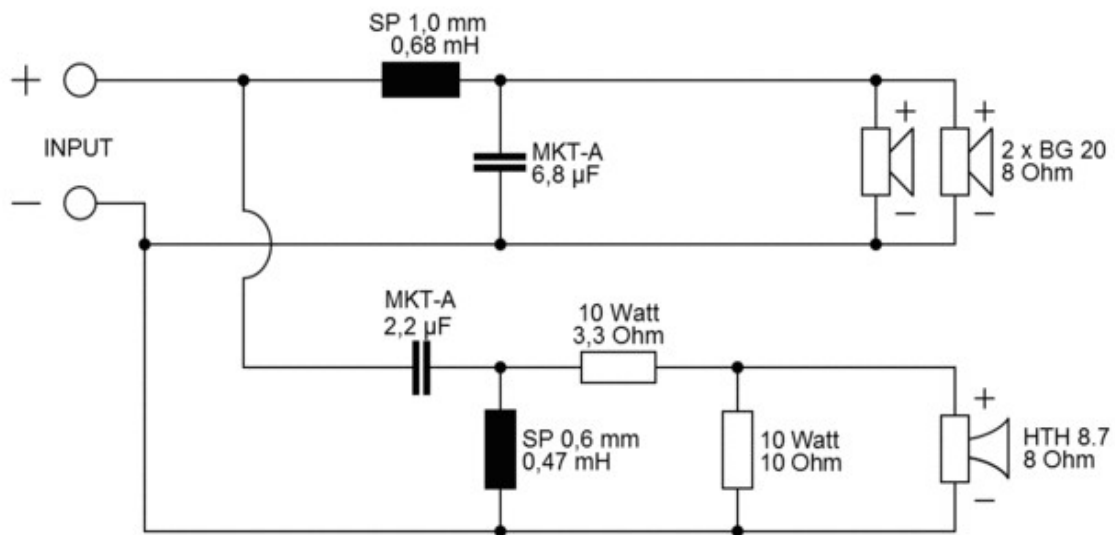 SP 1,0 mm
0,68 mH
+
INPUT
−
MKT-A
6,8 µF
+
−
+
−
2 x BG 20
8 Ohm
MKT-A
2,2 µF
10 Watt
3,3 Ohm
SP 0,6 mm
0,47 mH
10 Watt
10 Ohm
+
HTH 8.7
8 Ohm
−